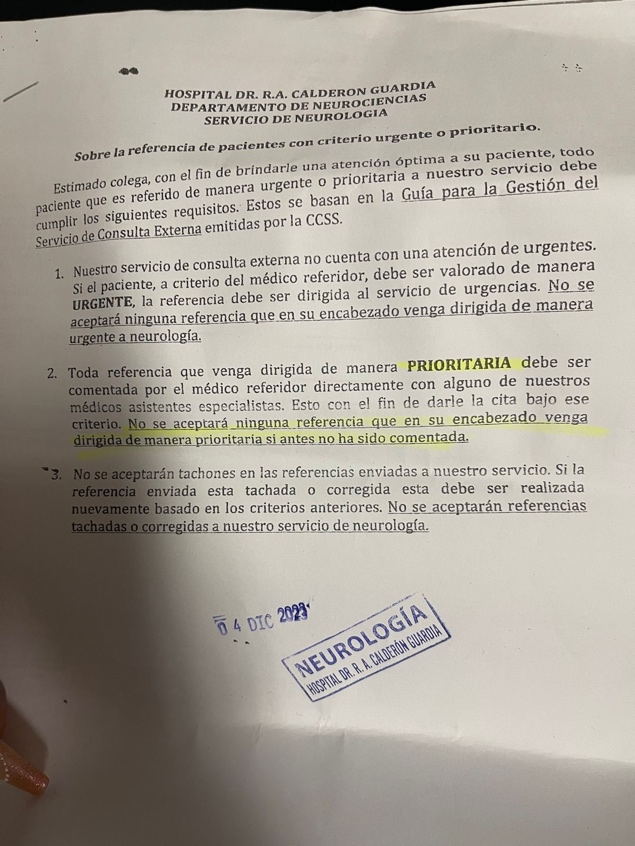 HOSPITAL DR. R.A. CALDERON GUARDIA
DEPARTAMENTO DE NEUROCIENCIAS
SERVICIO DE NEUROLOGIA
Sobre la referencia de pacientes con criterio urgente o prioritario.
Estimado colega, con el fin de brindarle una atención óptima a su paciente, todo
paciente que es referido de manera urgente o prioritaria a nuestro servicio debe
cumplir los siguientes requisitos. Estos se basan en la Guía para la Gestión del
Servicio de Consulta Externa emitidas por la CCSS.
1. Nuestro servicio de consulta externa no cuenta con una atención de urgentes.
Si el paciente, a criterio del médico referidor, debe ser valorado de manera
URGENTE, la referencia debe ser dirigida al servicio de urgencias. No se
aceptará ninguna referencia que en su encabezado venga dirigida de manera
urgente a neurología.
2. Toda referencia que venga dirigida de manera PRIORITARIA debe ser
comentada por el médico referidor directamente con alguno de nuestros
médicos asistentes especialistas. Esto con el fin de darle la cita bajo ese
criterio. No se aceptará ninguna referencia que en su encabezado venga
dirigida de manera prioritaria si antes no ha sido comentada.
3. No se aceptarán tachones en las referencias enviadas a nuestro servicio. Si la
referencia enviada esta tachada o corregida esta debe ser realizada
nuevamente basado en los criterios anteriores. No se aceptarán referencias
tachadas o corregidas a nuestro servicio de neurología.
0 4 DIC 2023
NEUROLOGÍA
HOSPITAL DR. R. A. CALDERÓN GUARDIA